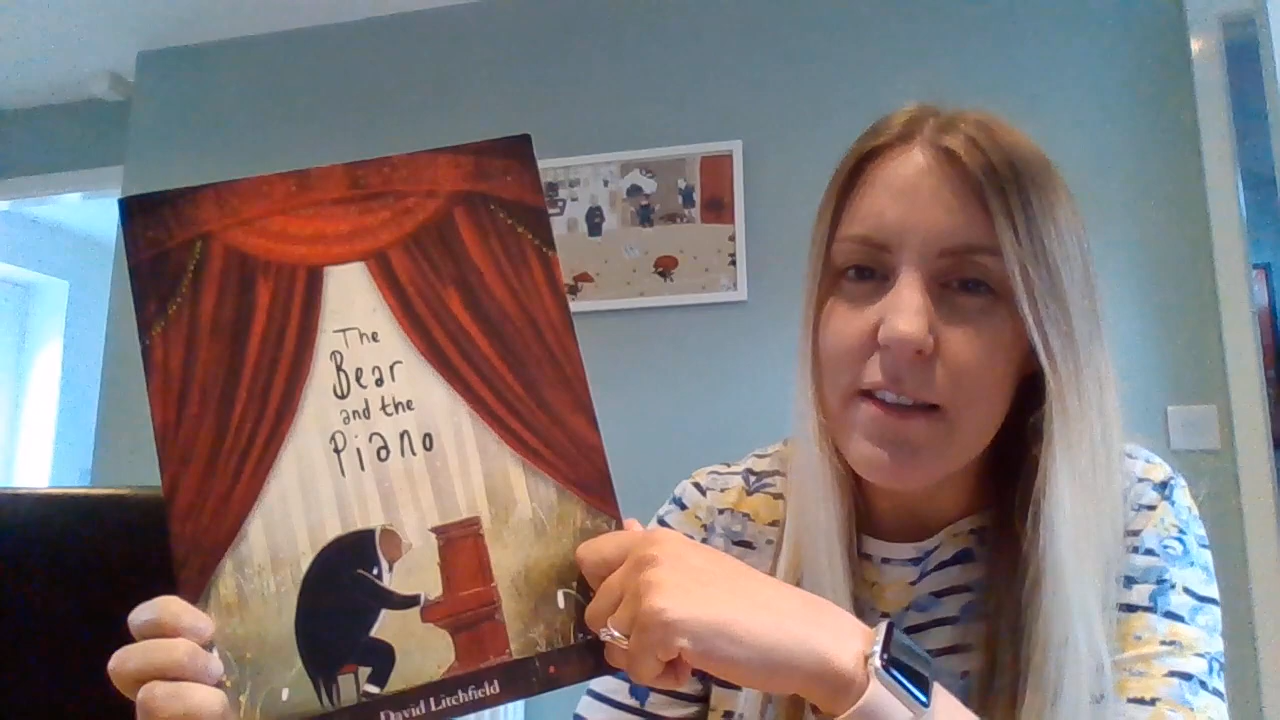 The
Bear
and the
Piano
David Litchfield